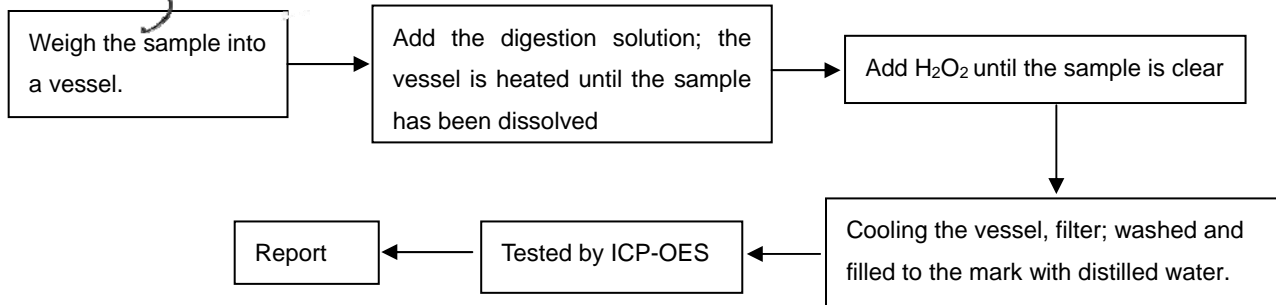 Weigh the sample into
a vessel.
Add the digestion solution; the
vessel is heated until the sample
has been dissolved
Add H₂O₂ until the sample is clear
Cooling the vessel, filter; washed and
filled to the mark with distilled water.
Tested by ICP-OES
Report